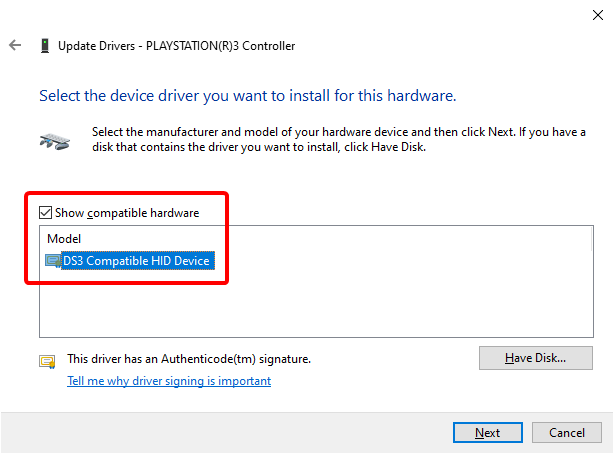 Update Drivers - PLAYSTATION(R)3 Controller
Select the device driver you want to install for this hardware.
Select the manufacturer and model of your hardware device and then click Next. If you have a
disk that contains the driver you want to install, click Have Disk.
Show compatible hardware
Model
DS3 Compatible HID Device
This driver has an Authenticode(tm) signature.
Have Disk...
Tell me why driver signing is important
Next
Cancel